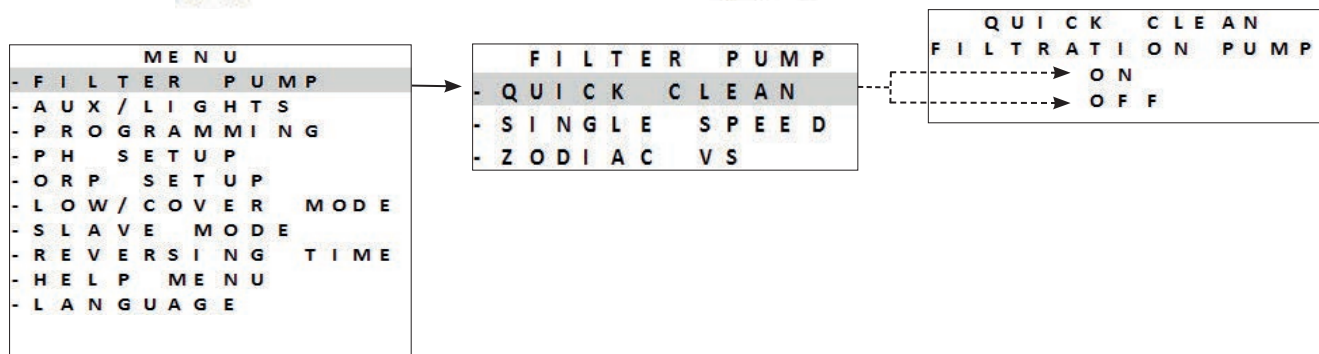 MENU
-FILTER PUMP
-AUX/LIGHTS
-PROGRAMMING
-PH SETUP
-ORP SETUP
-LOW/COVER MODE
-SLAVE MODE
-REVERSING TIME
-HELP MENU
-LANGUAGE
FILTER PUMP
- QUICK CLEAN
- SINGLE SPEED
- ZODIAC VS
QUICK CLEAN
FILTRATION PUMP
ON
OFF